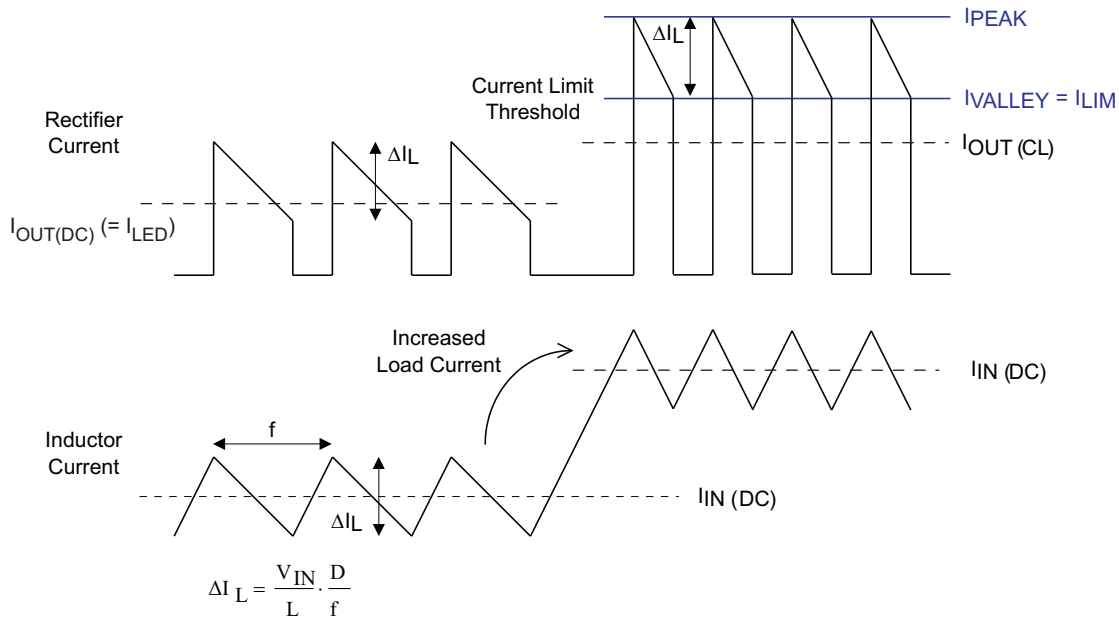 IPEAK
ΔIL
Current Limit
Threshold
IVALLEY = ILIM
Rectifier
Current
ΔIL
IOUT (CL)
IOUT(DC) (= ILED)
Increased
Load Current
IIN (DC)
Inductor
Current
f
ΔIL
IIN (DC)
ΔI L = VIN/L · D/f